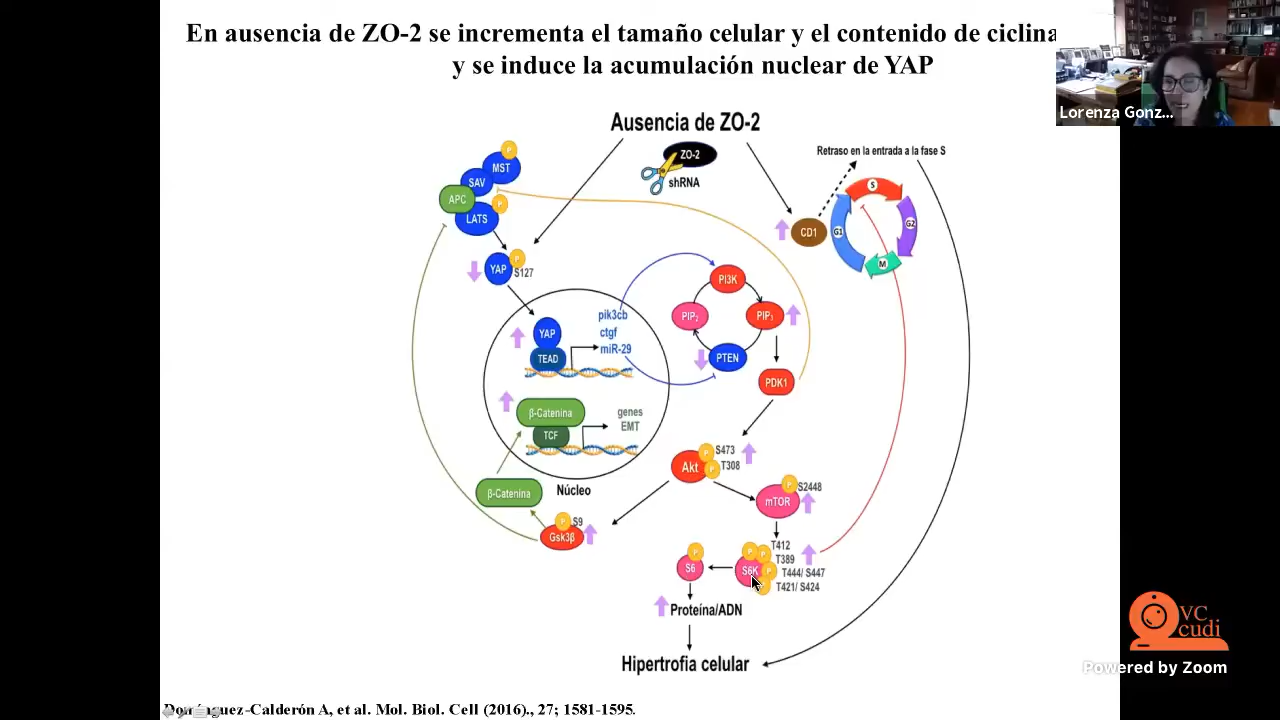 En ausencia de ZO-2 se incrementa el tamaño celular y el contenido de ciclina
y se induce la acumulación nuclear de YAP
Lorenza Gonz...
Ausencia de ZO-2
ZO-2
shRNA
Retraso en la entrada a la fase S
P
MST
SAV
APC
P
LATS
CD1
S
G1
G2
M
P
YAP
S127
PI3K
PIP2
PIP3
PTEN
PDK1
pik3cb
ctgf
miR-29
YAP
TEAD
β-Catenina
TCF
genes
EMT
Núcleo
β-Catenina
P
S9
Gsk3β
Akt
P
P
S473
T308
P
S2448
mTOR
P
S6
P
P
P
S6K
T412
T389
T444/ S447
T421/ S424
Proteína/ADN
Hipertrofia celular
VC
cudi
Powered by Zoom
Domínguez-Calderón A, et al. Mol. Biol. Cell (2016)., 27; 1581-1595.